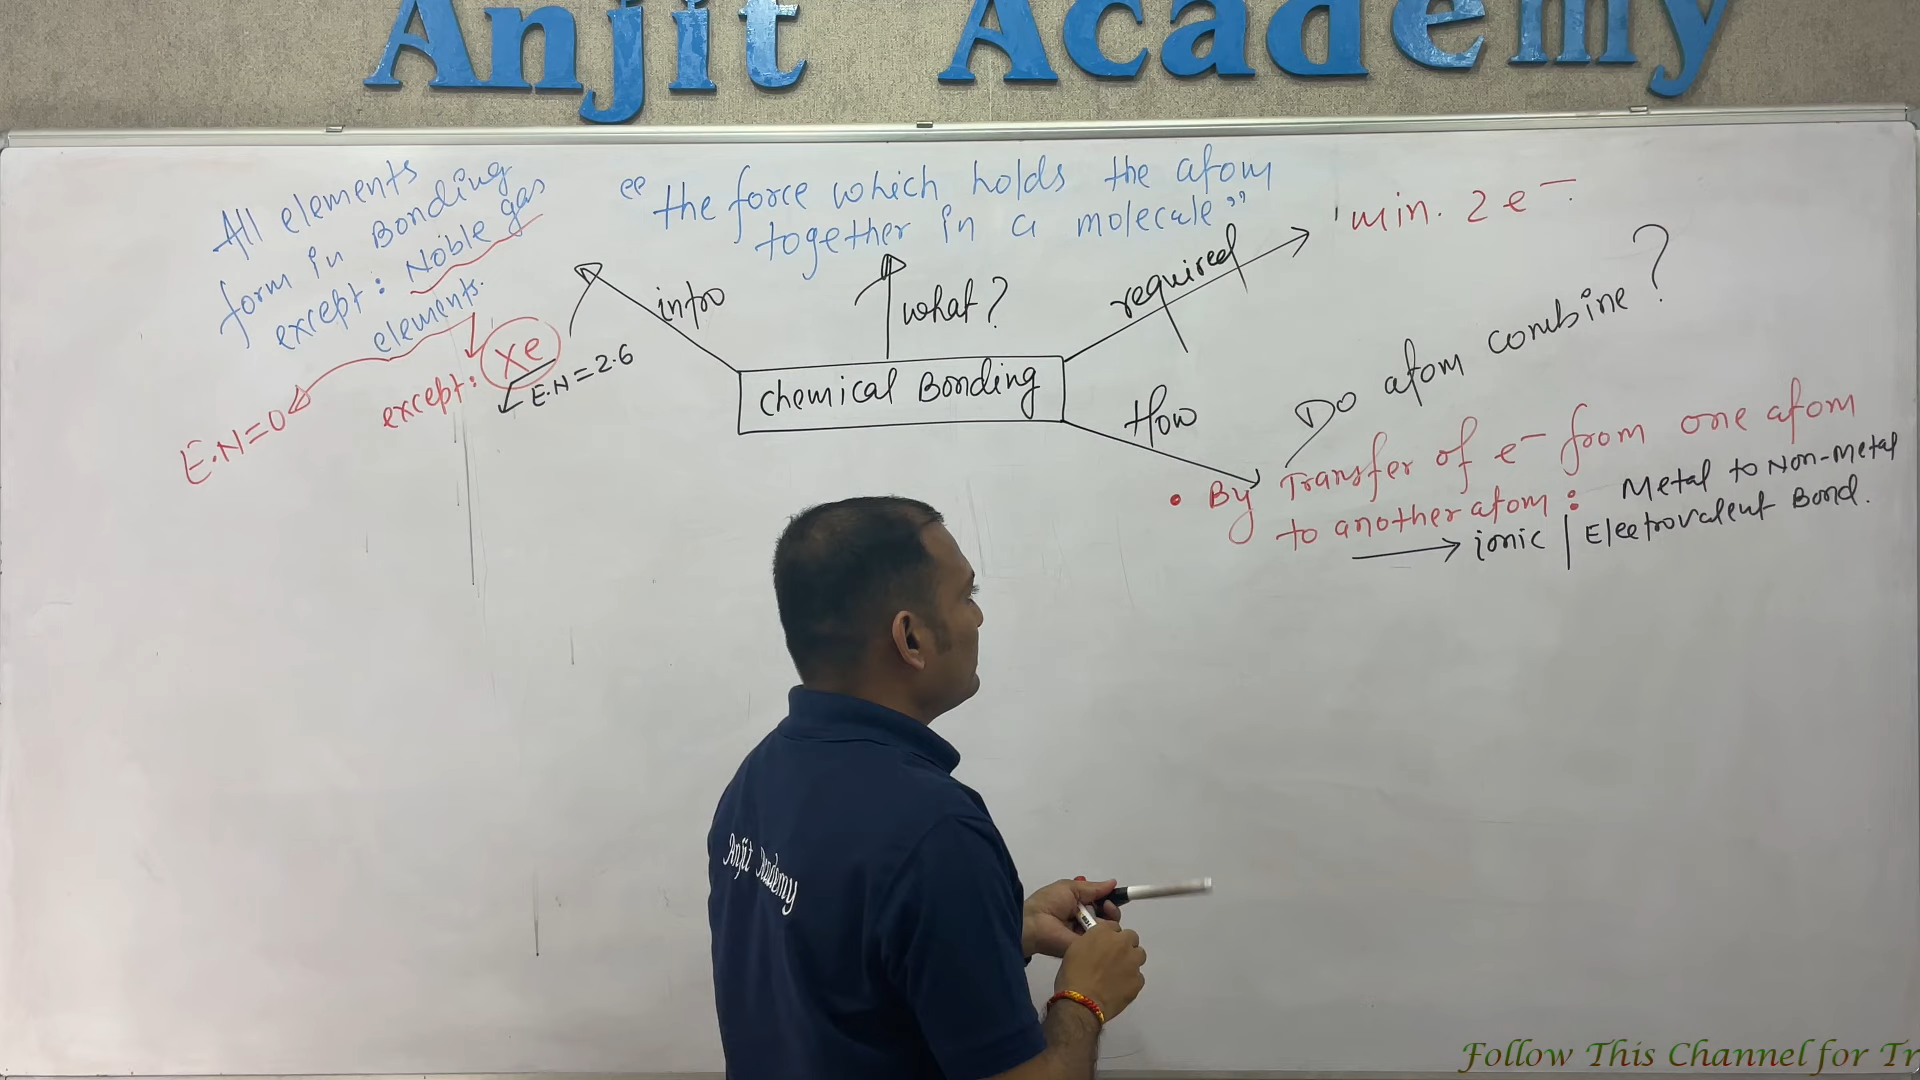 Anjit Academy
All elements
form in Bonding
except: Noble gas
elements.
except: Xe
E.N=2.6
E.N=0
"the force which holds the atom
together in a molecule"
intro
what?
required
min. 2e⁻.
Chemical Bonding
How
Do atom combine?
• By Transfer of e⁻ from one atom
to another atom: Metal to Non-metal
→ ionic | Electrovalent Bond.
Anjit Academy
Follow This Channel for Tr